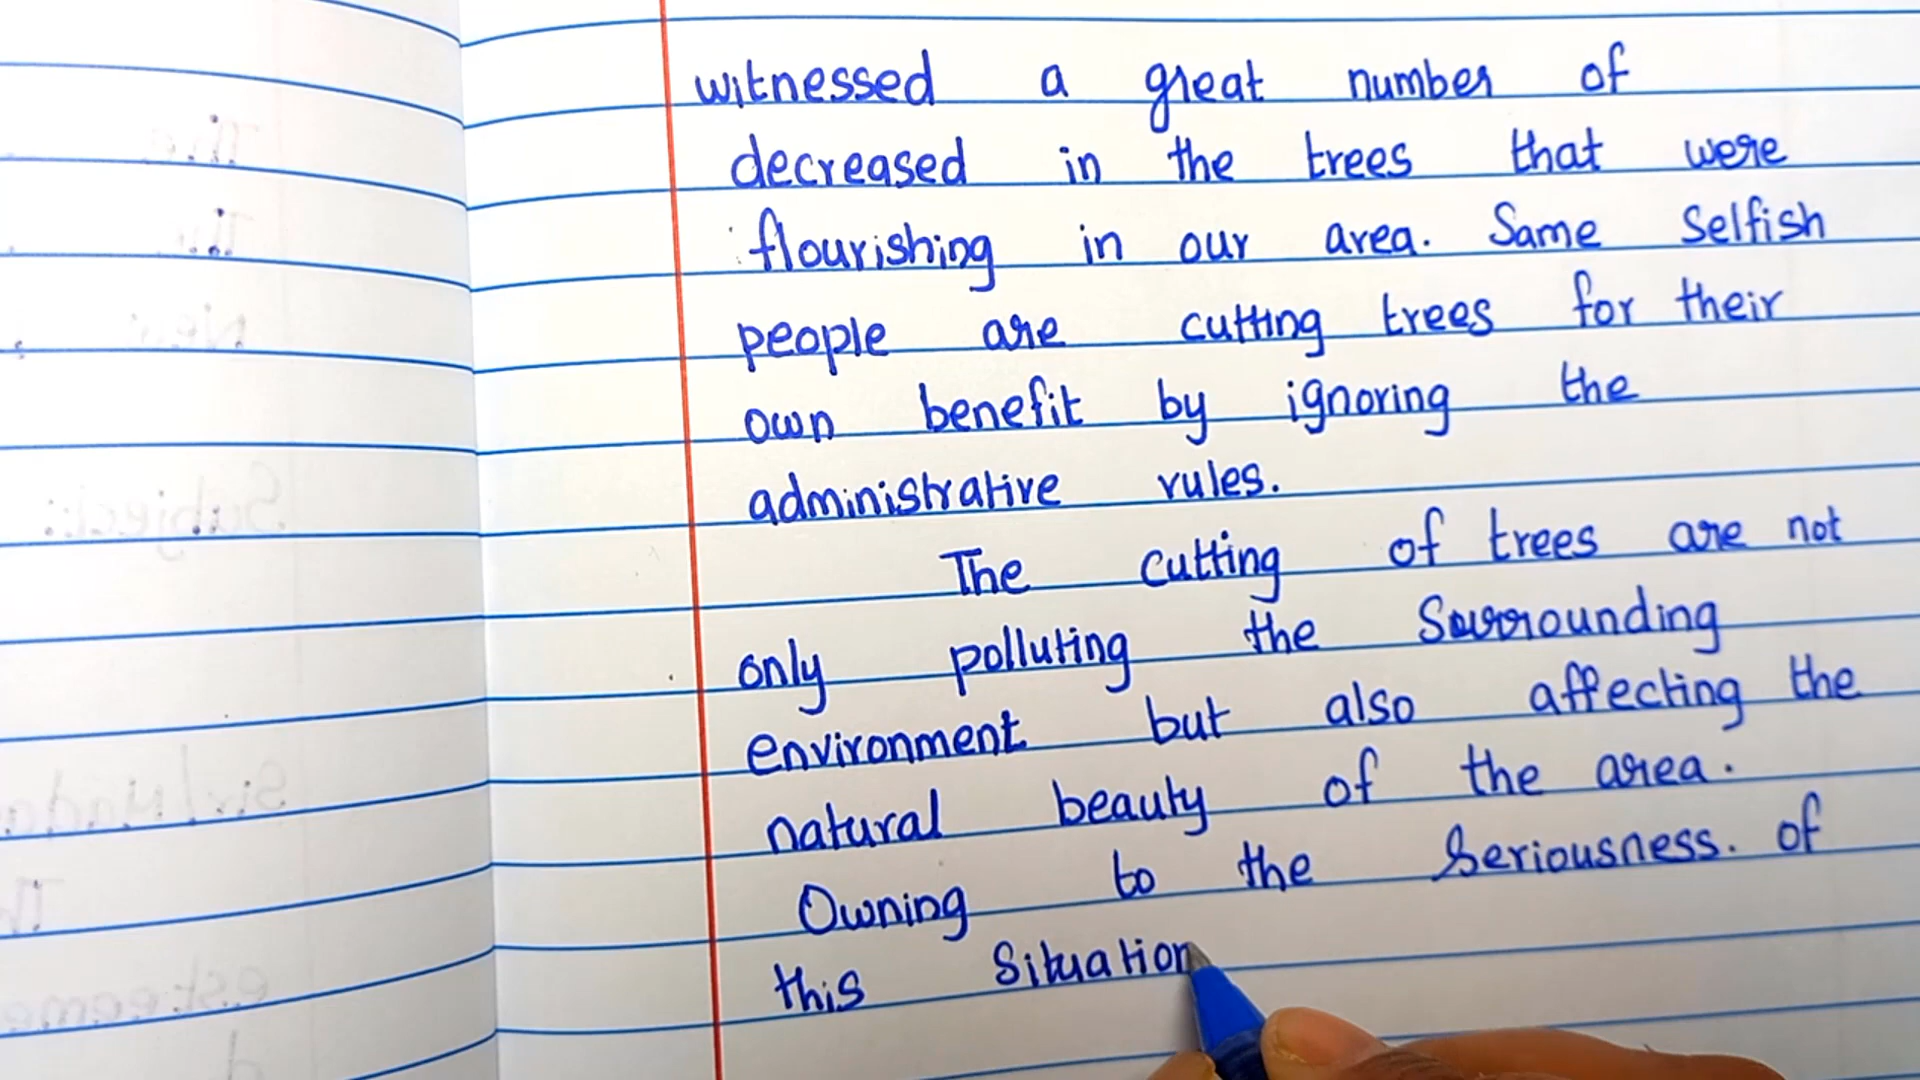 witnessed a great number of
decreased in the trees that were
flourishing in our area. Same Selfish
people are cutting trees for their
own benefit by ignoring the
administrative rules.
The cutting of trees are not
only polluting the Surrounding
environment but also affecting the
natural beauty of the area.
Owning to the Seriousness. of
this Situation